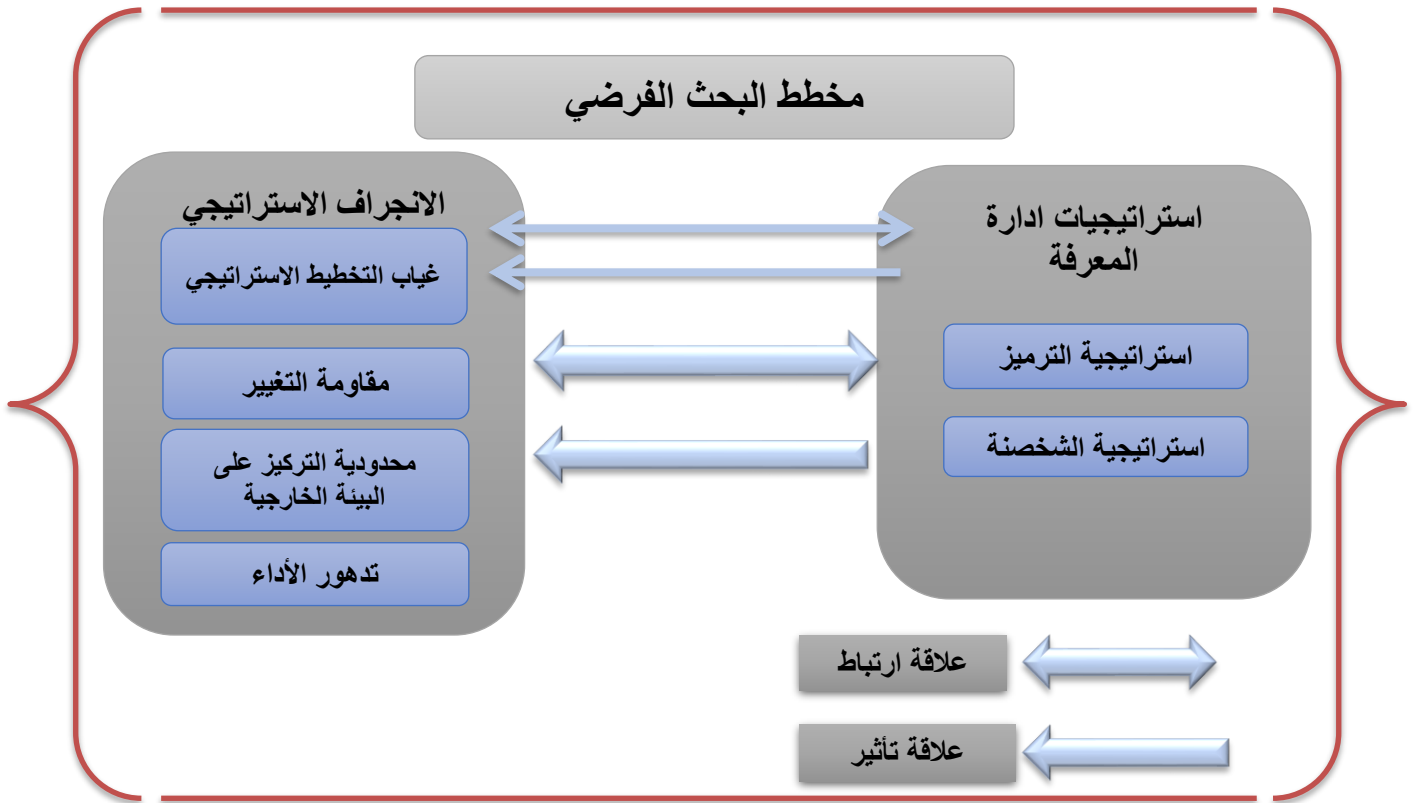 مخطط البحث الفرضي
استراتيجيات ادارة
المعرفة
استراتيجية الترميز
استراتيجية الشخصنة
الانجراف الاستراتيجي
غياب التخطيط الاستراتيجي
مقاومة التغيير
محدودية التركيز على
البيئة الخارجية
تدهور الأداء
علاقة ارتباط
علاقة تأثير